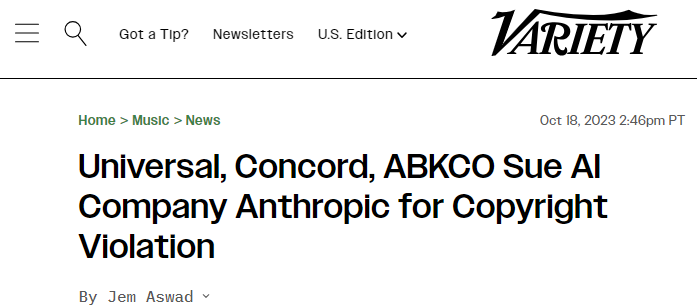 Got a Tip? Newsletters U.S. Edition VARIETY
Home > Music > News Oct 18, 2023 2:46pm PT
Universal, Concord, ABKCO Sue AI
Company Anthropic for Copyright
Violation
By Jem Aswad